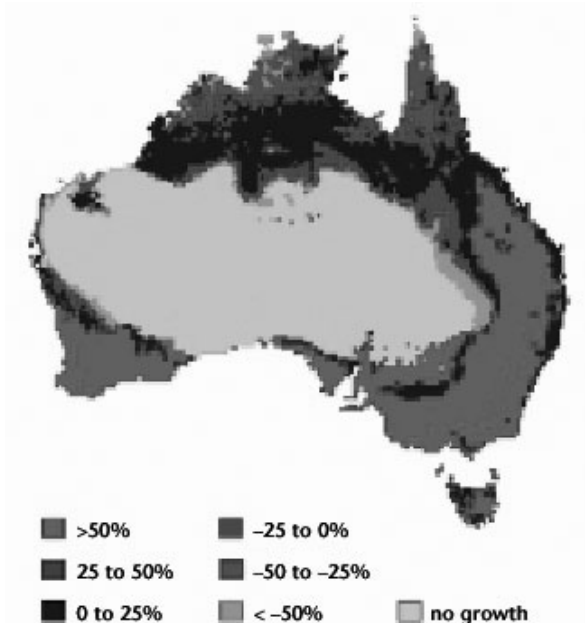 >50%
25 to 50%
0 to 25%
–25 to 0%
–50 to –25%
< –50%
no growth